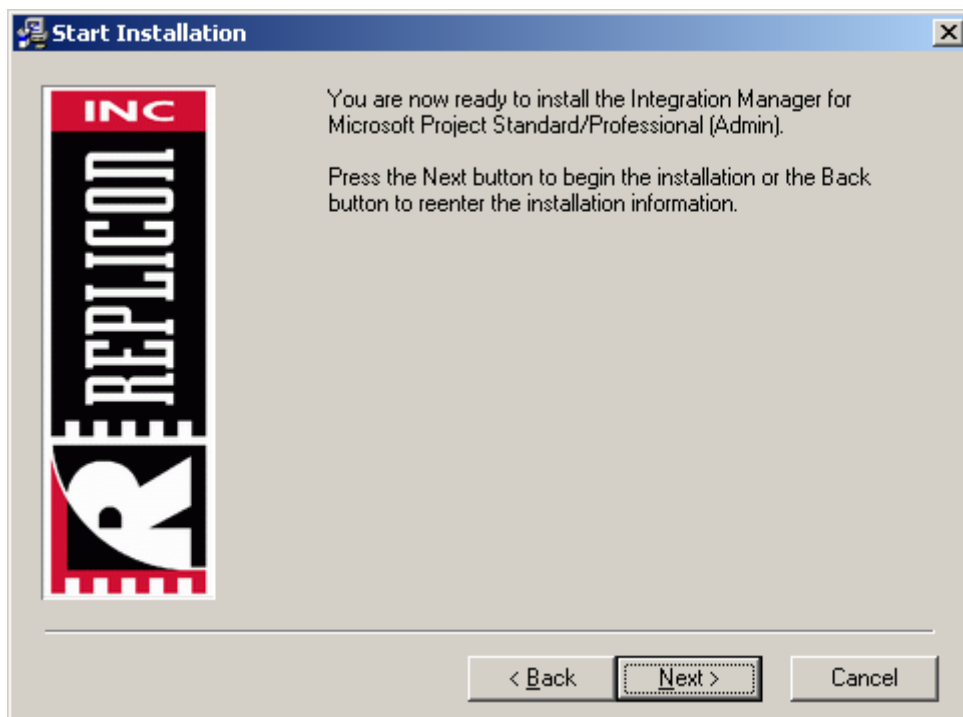 Start Installation
INC
REPLICON
R
You are now ready to install the Integration Manager for
Microsoft Project Standard/Professional (Admin).
Press the Next button to begin the installation or the Back
button to reenter the installation information.
< Back
Next >
Cancel